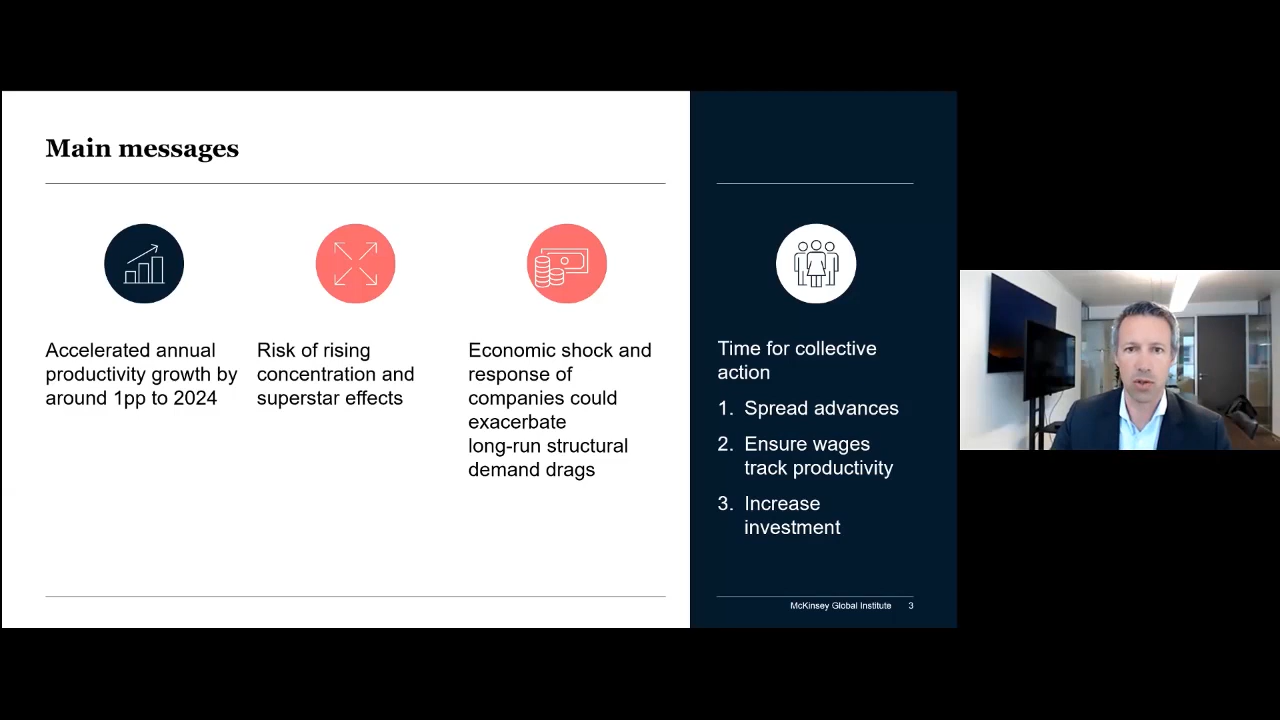 Main messages
Accelerated annual
productivity growth by
around 1pp to 2024
Risk of rising
concentration and
superstar effects
Economic shock and
response of
companies could
exacerbate
long-run structural
demand drags
Time for collective
action
1. Spread advances
2. Ensure wages
track productivity
3. Increase
investment
McKinsey Global Institute 3